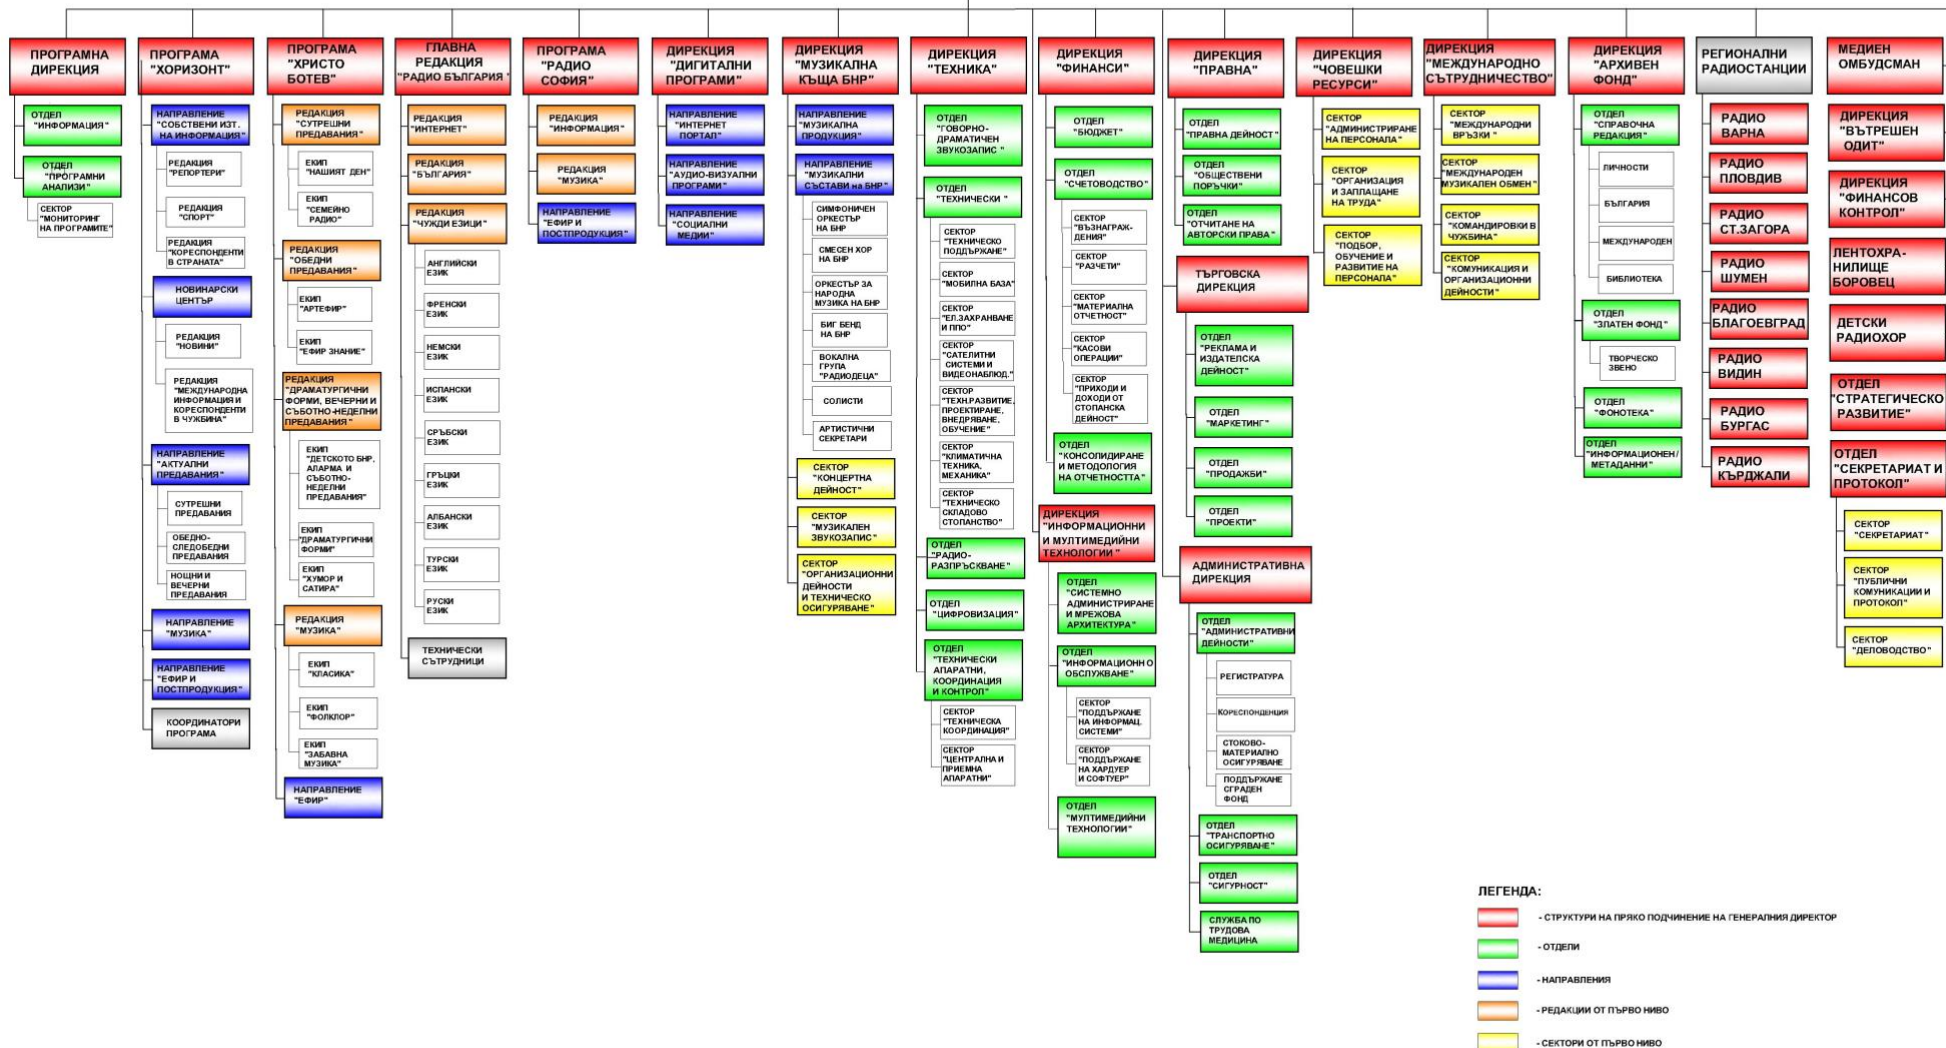 ПРОГРАМНА
ДИРЕКЦИЯ
ОТДЕЛ
"ИНФОРМАЦИЯ"
ОТДЕЛ
"ПРОГРАМНИ
АНАЛИЗИ"
СЕКТОР
"МОНИТОРИНГ
НА ПРОГРАМИТЕ"
ПРОГРАМА
"ХОРИЗОНТ"
НАПРАВЛЕНИЕ
"СОБСТВЕНИ ИЗТ.
НА ИНФОРМАЦИЯ"
РЕДАКЦИЯ
"РЕПОРТЕРИ"
РЕДАКЦИЯ
"СПОРТ"
РЕДАКЦИЯ
"КОРЕСПОНДЕНТИ
В СТРАНАТА"
НОВИНАРСКИ
ЦЕНТЪР
РЕДАКЦИЯ
"НОВИНИ"
РЕДАКЦИЯ
"МЕЖДУНАРОДНА
ИНФОРМАЦИЯ И
КОРЕСПОНДЕНТИ
В ЧУЖБИНА"
НАПРАВЛЕНИЕ
"АКТУАЛНИ
ПРЕДАВАНИЯ"
СУТРЕШНИ
ПРЕДАВАНИЯ
ОБЕДНО-
СЛЕДОБЕДНИ
ПРЕДАВАНИЯ
НОЩНИ И
ВЕЧЕРНИ
ПРЕДАВАНИЯ
НАПРАВЛЕНИЕ
"МУЗИКА"
НАПРАВЛЕНИЕ
"ЕФИР И
ПОСТПРОДУКЦИЯ"
КООРДИНАТОРИ
ПРОГРАМА
ПРОГРАМА
"ХРИСТО
БОТЕВ"
РЕДАКЦИЯ
"СУТРЕШНИ
ПРЕДАВАНИЯ"
ЕКИП
"НАШИЯТ ДЕН"
ЕКИП
"СЕМЕЙНО
РАДИО"
РЕДАКЦИЯ
"ОБЕДНИ
ПРЕДАВАНИЯ"
ЕКИП
"АРТЕФИР"
ЕКИП
"ЕФИР ЗНАНИЕ"
РЕДАКЦИЯ
"ДРАМАТУРГИЧНИ
ФОРМИ, ВЕЧЕРНИ И
СЪБОТНО-НЕДЕЛНИ
ПРЕДАВАНИЯ"
ЕКИП
"ДЕТСКОТО БНР,
АЛАРМА И
СЪБОТНО-
НЕДЕЛНИ
ПРЕДАВАНИЯ"
ЕКИП
"ДРАМАТУРГИЧНИ
ФОРМИ"
ЕКИП
"ХУМОР И
САТИРА"
РЕДАКЦИЯ
"МУЗИКА"
ЕКИП
"КЛАСИКА"
ЕКИП
"ФОЛКЛОР"
ЕКИП
"ЗАБАВНА
МУЗИКА"
НАПРАВЛЕНИЕ
"ЕФИР"
ГЛАВНА
РЕДАКЦИЯ
"РАДИО БЪЛГАРИЯ"
РЕДАКЦИЯ
"ИНТЕРНЕТ"
РЕДАКЦИЯ
"БЪЛГАРИЯ"
РЕДАКЦИЯ
"ЧУЖДИ ЕЗИЦИ"
АНГЛИЙСКИ
ЕЗИК
ФРЕНСКИ
ЕЗИК
НЕМСКИ
ЕЗИК
ИСПАНСКИ
ЕЗИК
СРЪБСКИ
ЕЗИК
ГРЪЦКИ
ЕЗИК
АЛБАНСКИ
ЕЗИК
ТУРСКИ
ЕЗИК
РУСКИ
ЕЗИК
ТЕХНИЧЕСКИ
СЪТРУДНИЦИ
ПРОГРАМА
"РАДИО
СОФИЯ"
РЕДАКЦИЯ
"ИНФОРМАЦИЯ"
РЕДАКЦИЯ
"МУЗИКА"
НАПРАВЛЕНИЕ
"ЕФИР И
ПОСТПРОДУКЦИЯ"
ДИРЕКЦИЯ
"ДИГИТАЛНИ
ПРОГРАМИ"
НАПРАВЛЕНИЕ
"ИНТЕРНЕТ
ПОРТАЛ"
НАПРАВЛЕНИЕ
"АУДИО-ВИЗУАЛНИ
ПРОГРАМИ"
НАПРАВЛЕНИЕ
"СОЦИАЛНИ
МЕДИИ"
ДИРЕКЦИЯ
"МУЗИКАЛНА
КЪЩА БНР"
НАПРАВЛЕНИЕ
"МУЗИКАЛНА
ПРОДУКЦИЯ"
НАПРАВЛЕНИЕ
"МУЗИКАЛНИ
СЪСТАВИ на БНР"
СИМФОНИЧЕН
ОРКЕСТЪР
НА БНР
СМЕСЕН ХОР
НА БНР
ОРКЕСТЪР ЗА
НАРОДНА
МУЗИКА НА БНР
БИГ БЕНД
НА БНР
ВОКАЛНА
ГРУПА
"РАДИОДЕЦА"
СОЛИСТИ
АРТИСТИЧНИ
СЕКРЕТАРИ
СЕКТОР
"КОНЦЕРТНА
ДЕЙНОСТ"
СЕКТОР
"МУЗИКАЛЕН
ЗВУКОЗАПИС"
СЕКТОР
"ОРГАНИЗАЦИОННИ
ДЕЙНОСТИ
И ТЕХНИЧЕСКО
ОСИГУРЯВАНЕ"
ДИРЕКЦИЯ
"ТЕХНИКА"
ОТДЕЛ
"ГОВОРНО-
ДРАМАТИЧЕН
ЗВУКОЗАПИС"
ОТДЕЛ
"ТЕХНИЧЕСКИ"
СЕКТОР
"ТЕХНИЧЕСКО
ПОДДЪРЖАНЕ"
СЕКТОР
"МОБИЛНА БАЗА"
СЕКТОР
"ЕЛ.ЗАХРАНВАНЕ
И ППО"
СЕКТОР
"САТЕЛИТНИ
СИСТЕМИ И
ВИДЕОНАБЛЮД."
СЕКТОР
"ТЕХН.РАЗВИТИЕ,
ПРОЕКТИРАНЕ,
ВНЕДРЯВАНЕ,
ОБУЧЕНИЕ"
СЕКТОР
"КЛИМАТИЧНА
ТЕХНИКА,
МЕХАНИКА"
СЕКТОР
"ТЕХНИЧЕСКО
СКЛАДОВО
СТОПАНСТВО"
ОТДЕЛ
"РАДИО-
РАЗПРЪСКВАНЕ"
ОТДЕЛ
"ЦИФРОВИЗАЦИЯ"
ОТДЕЛ
"ТЕХНИЧЕСКИ
АПАРАТНИ,
КООРДИНАЦИЯ
И КОНТРОЛ"
СЕКТОР
"ТЕХНИЧЕСКА
КООРДИНАЦИЯ"
СЕКТОР
"ЦЕНТРАЛНА И
ПРИЕМНА
АПАРАТНИ"
ДИРЕКЦИЯ
"ФИНАНСИ"
ОТДЕЛ
"БЮДЖЕТ"
ОТДЕЛ
"СЧЕТОВОДСТВО"
СЕКТОР
"ВЪЗНАГРАЖ-
ДЕНИЯ"
СЕКТОР
"РАЗЧЕТИ"
СЕКТОР
"МАТЕРИАЛНА
ОТЧЕТНОСТ"
СЕКТОР
"КАСОВИ
ОПЕРАЦИИ"
СЕКТОР
"ПРИХОДИ И
ДОХОДИ ОТ
СТОПАНСКА
ДЕЙНОСТ"
ОТДЕЛ
"КОНСОЛИДИРАНЕ
И МЕТОДОЛОГИЯ
НА ОТЧЕТНОСТТА"
ДИРЕКЦИЯ
"ИНФОРМАЦИОННИ
И МУЛТИМЕДИЙНИ
ТЕХНОЛОГИИ"
ОТДЕЛ
"СИСТЕМНО
АДМИНИСТРИРАНЕ
И МРЕЖОВА
АРХИТЕКТУРА"
ОТДЕЛ
"ИНФОРМАЦИОННО
ОБСЛУЖВАНЕ"
СЕКТОР
"ПОДДЪРЖАНЕ
НА ИНФОРМАЦ.
СИСТЕМИ"
СЕКТОР
"ПОДДЪРЖАНЕ
НА ХАРДУЕР
И СОФТУЕР"
ОТДЕЛ
"МУЛТИМЕДИЙНИ
ТЕХНОЛОГИИ"
ДИРЕКЦИЯ
"ПРАВНА"
ОТДЕЛ
"ПРАВНА ДЕЙНОСТ"
ОТДЕЛ
"ОБЩЕСТВЕНИ
ПОРЪЧКИ"
ОТДЕЛ
"ОТЧИТАНЕ НА
АВТОРСКИ ПРАВА"
ТЪРГОВСКА
ДИРЕКЦИЯ
ОТДЕЛ
"РЕКЛАМА И
ИЗДАТЕЛСКА
ДЕЙНОСТ"
ОТДЕЛ
"МАРКЕТИНГ"
ОТДЕЛ
"ПРОДАЖБИ"
ОТДЕЛ
"ПРОЕКТИ"
АДМИНИСТРАТИВНА
ДИРЕКЦИЯ
ОТДЕЛ
"АДМИНИСТРАТИВНИ
ДЕЙНОСТИ"
РЕГИСТРАТУРА
КОРЕСПОНДЕНЦИЯ
СТОКОВО-
МАТЕРИАЛНО
ОСИГУРЯВАНЕ
ПОДДЪРЖАНЕ
СГРАДЕН
ФОНД
ОТДЕЛ
"ТРАНСПОРТНО
ОСИГУРЯВАНЕ"
ОТДЕЛ
"СИГУРНОСТ"
СЛУЖБА ПО
ТРУДОВА
МЕДИЦИНА
ДИРЕКЦИЯ
"ЧОВЕШКИ
РЕСУРСИ"
СЕКТОР
"АДМИНИСТРИРАНЕ
НА ПЕРСОНАЛА"
СЕКТОР
"ОРГАНИЗАЦИЯ
И ЗАПЛАЩАНЕ
НА ТРУДА"
СЕКТОР
"ПОДБОР,
ОБУЧЕНИЕ И
РАЗВИТИЕ НА
ПЕРСОНАЛА"
ДИРЕКЦИЯ
"МЕЖДУНАРОДНО
СЪТРУДНИЧЕСТВО"
СЕКТОР
"МЕЖДУНАРОДНИ
ВРЪЗКИ"
СЕКТОР
"МЕЖДУНАРОДЕН
МУЗИКАЛЕН ОБМЕН"
СЕКТОР
"КОМАНДИРОВКИ В
ЧУЖБИНА"
СЕКТОР
"КОМУНИКАЦИЯ И
ОРГАНИЗАЦИОННИ
ДЕЙНОСТИ"
ДИРЕКЦИЯ
"АРХИВЕН
ФОНД"
ОТДЕЛ
"СПРАВОЧНА
РЕДАКЦИЯ"
ЛИЧНОСТИ
БЪЛГАРИЯ
МЕЖДУНАРОДЕН
БИБЛИОТЕКА
ОТДЕЛ
"ЗЛАТЕН ФОНД"
ТВОРЧЕСКО
ЗВЕНО
ОТДЕЛ
"ФОНОТЕКА"
ОТДЕЛ
"ИНФОРМАЦИОНЕН/
МЕТАДАННИ"
РЕГИОНАЛНИ
РАДИОСТАНЦИИ
РАДИО
ВАРНА
РАДИО
ПЛОВДИВ
РАДИО
СТ.ЗАГОРА
РАДИО
ШУМЕН
РАДИО
БЛАГОЕВГРАД
РАДИО
ВИДИН
РАДИО
БУРГАС
РАДИО
КЪРДЖАЛИ
МЕДИЕН
ОМБУДСМАН
ДИРЕКЦИЯ
"ВЪТРЕШЕН
ОДИТ"
ДИРЕКЦИЯ
"ФИНАНСОВ
КОНТРОЛ"
ЛЕНТОХРА-
НИЛИЩЕ
БОРОВЕЦ
ДЕТСКИ
РАДИОХОР
ОТДЕЛ
"СТРАТЕГИЧЕСКО
РАЗВИТИЕ"
ОТДЕЛ
"СЕКРЕТАРИАТ И
ПРОТОКОЛ"
СЕКТОР
"СЕКРЕТАРИАТ"
СЕКТОР
"ПУБЛИЧНИ
КОМУНИКАЦИИ И
ПРОТОКОЛ"
СЕКТОР
"ДЕЛОВОДСТВО"
ЛЕГЕНДА:
- СТРУКТУРИ НА ПРЯКО ПОДЧИНЕНИЕ НА ГЕНЕРАЛНИЯ ДИРЕКТОР
- ОТДЕЛИ
- НАПРАВЛЕНИЯ
- РЕДАКЦИИ ОТ ПЪРВО НИВО
- СЕКТОРИ ОТ ПЪРВО НИВО